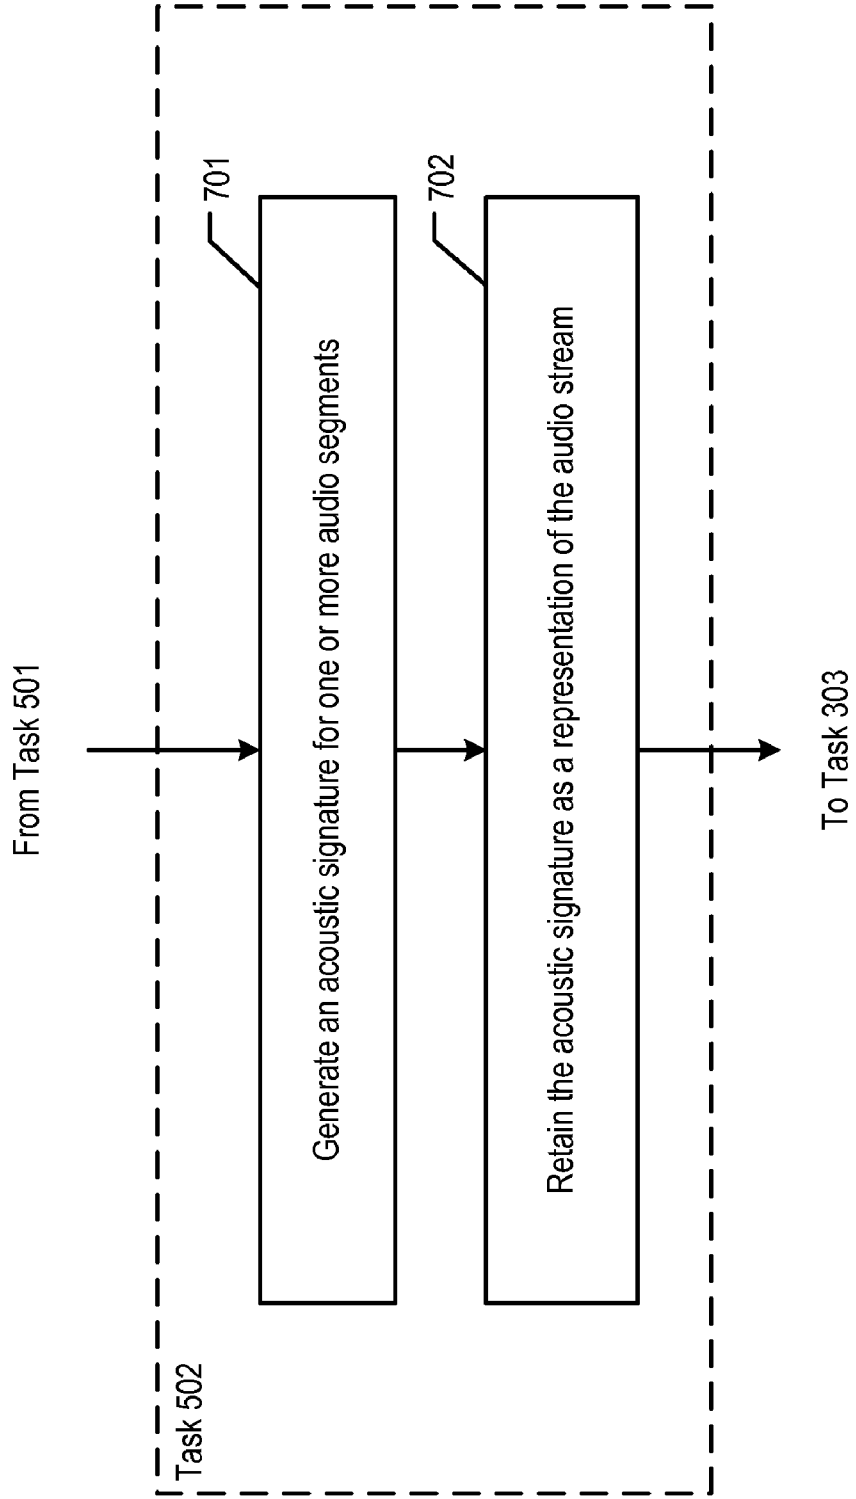 From Task 501
Task 502
701
Generate an acoustic signature for one or more audio segments
702
Retain the acoustic signature as a representation of the audio stream
To Task 303